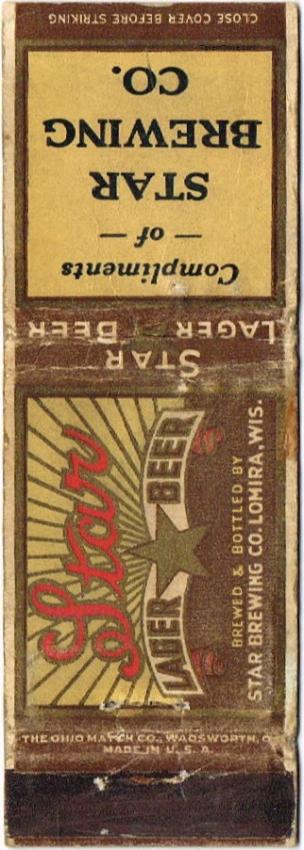 CLOSE COVER BEFORE STRIKING
Compliments
— of —
STAR
BREWING
CO.
STAR
LAGER BEER
Star
LAGER BEER
BREWED & BOTTLED BY
STAR BREWING CO. LOMIRA, WIS.
THE OHIO MATCH CO., WADSWORTH, O.
MADE IN U. S. A.